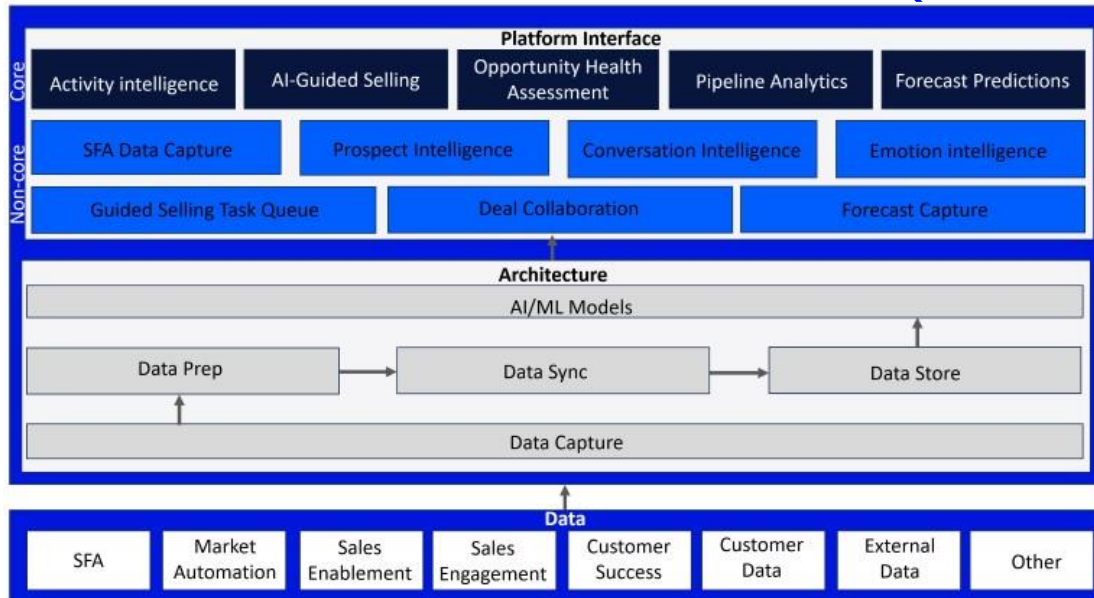 Platform Interface
Core
Activity intelligence
AI-Guided Selling
Opportunity Health
Assessment
Pipeline Analytics
Forecast Predictions
Non-core
SFA Data Capture
Prospect Intelligence
Conversation Intelligence
Emotion intelligence
Guided Selling Task Queue
Deal Collaboration
Forecast Capture
Architecture
AI/ML Models
Data Prep
Data Sync
Data Store
Data Capture
Data
SFA
Market
Automation
Sales
Enablement
Sales
Engagement
Customer
Success
Customer
Data
External
Data
Other